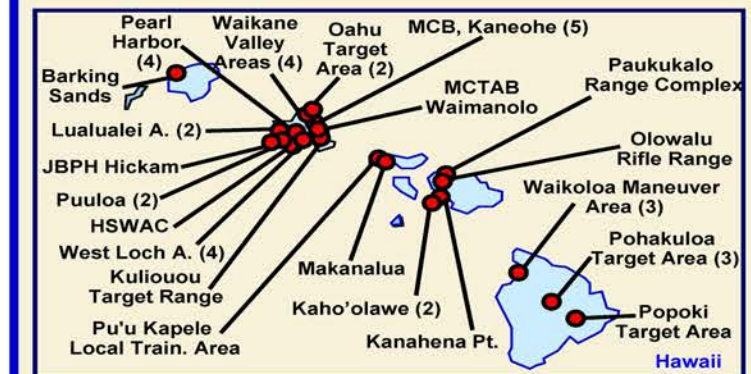 Pearl
Harbor
(4)
Waikane
Valley
Areas (4)
Oahu
Target
Area (2)
MCB, Kaneohe (5)
Paukukalo
Range Complex
Barking
Sands
MCTAB
Waimanolo
Lualualei A. (2)
Olowalu
Rifle Range
JBPH Hickam
Waikoloa Maneuver
Area (3)
Puuloa (2)
HSWAC
Pohakuloa
Target Area (3)
West Loch A. (4)
Makanalua
Kuliouou
Target Range
Kaho'olawe (2)
Popoki
Target Area
Pu'u Kapele
Local Train. Area
Kanahena Pt.
Hawaii